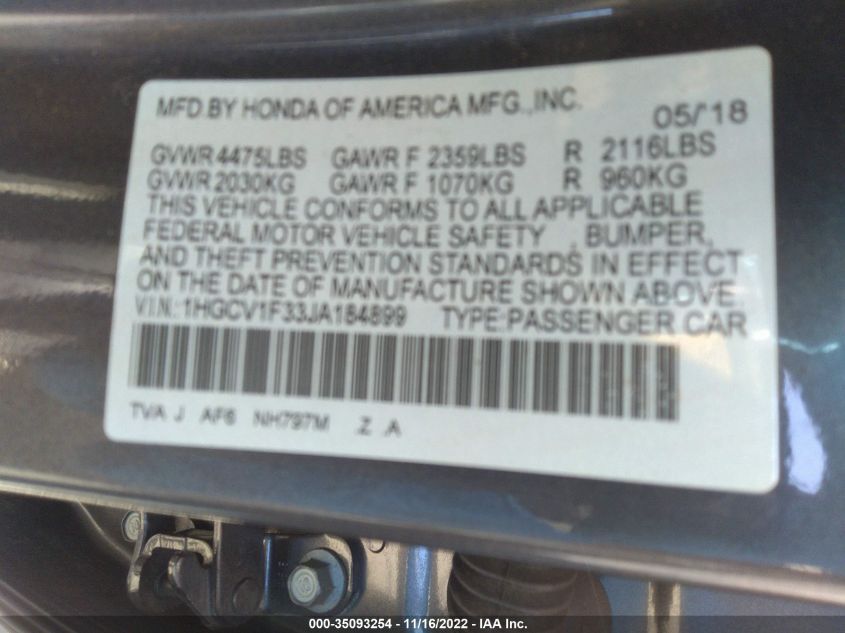 MFD.BY HONDA OF AMERICA MFG.,INC. 05/'18
GVWR 4475LBS GAWR F 2359LBS R 2116LBS
GVWR 2030KG GAWR F 1070KG R 960KG
THIS VEHICLE CONFORMS TO ALL APPLICABLE
FEDERAL MOTOR VEHICLE SAFETY , BUMPER,
AND THEFT PREVENTION STANDARDS IN EFFECT
ON THE DATE OF MANUFACTURE SHOWN ABOVE.
V.I.N.:1HGCV1F33JA184899 TYPE:PASSENGER CAR
TVA J AF6 NH797M .Z .A
000-35093254 - 11/16/2022 - IAA Inc.